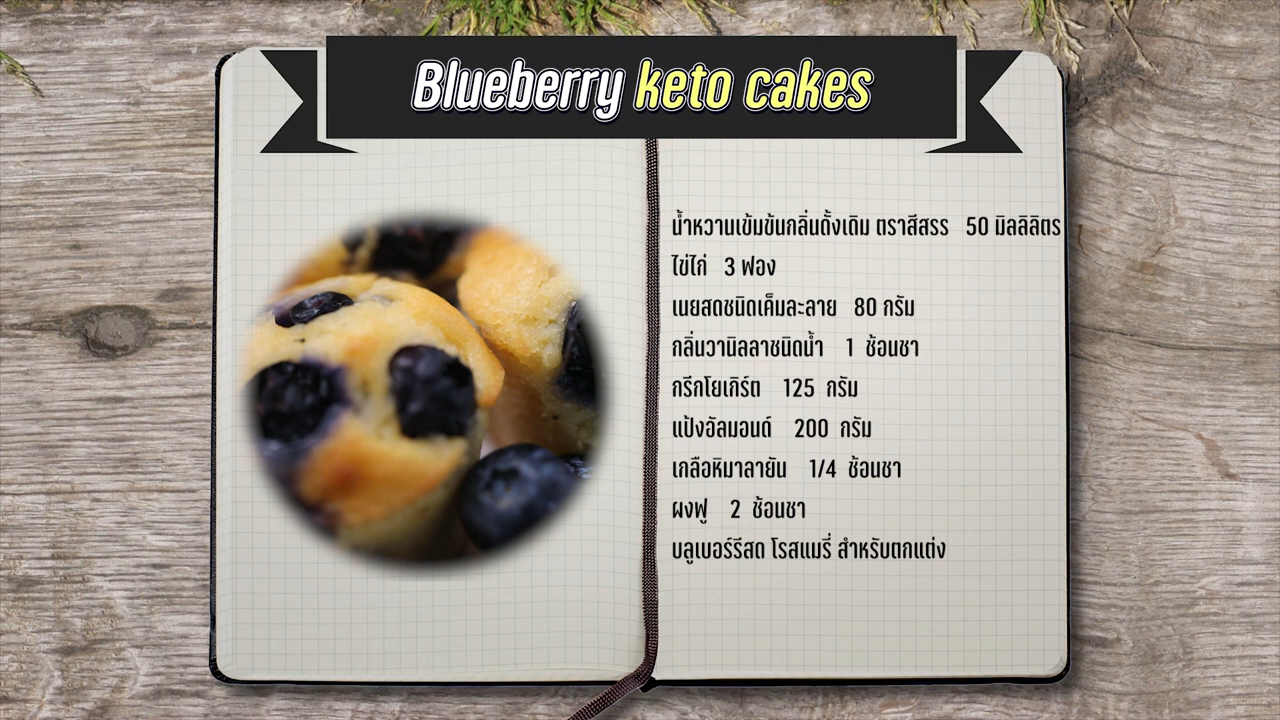 Blueberry keto cakes
น้ำหวานเข้มข้นกลิ่นดั้งเดิม ตราสีสรร 50 มิลลิลิตร
ไข่ไก่ 3 ฟอง
เนยสดชนิดเค็มละลาย 80 กรัม
กลิ่นวานิลลาชนิดน้ำ 1 ช้อนชา
กรีกโยเกิร์ต 125 กรัม
แป้งอัลมอนด์ 200 กรัม
เกลือหิมาลายัน 1/4 ช้อนชา
ผงฟู 2 ช้อนชา
บลูเบอร์รีสด โรสแมรี่ สำหรับตกแต่ง